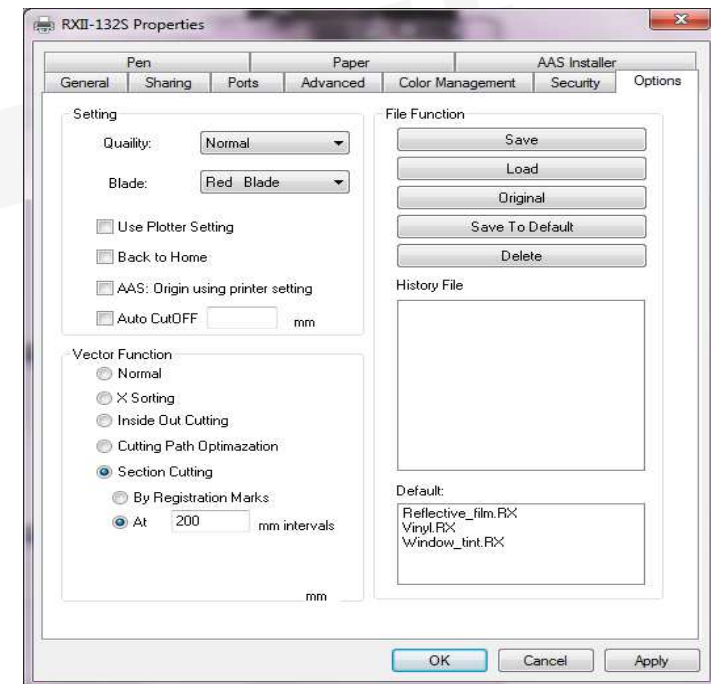 RXII-132S Properties
Pen Paper AAS Installer
General Sharing Ports Advanced Color Management Security Options
Setting
Quaility: Normal
Blade: Red Blade
Use Plotter Setting
Back to Home
AAS: Origin using printer setting
Auto CutOFF mm
Vector Function
Normal
X Sorting
Inside Out Cutting
Cutting Path Optimazation
Section Cutting
By Registration Marks
At 200 mm intervals
mm
File Function
Save
Load
Original
Save To Default
Delete
History File
Default:
Reflective_film.RX
Vinyl.RX
Window_tint.RX
OK Cancel Apply